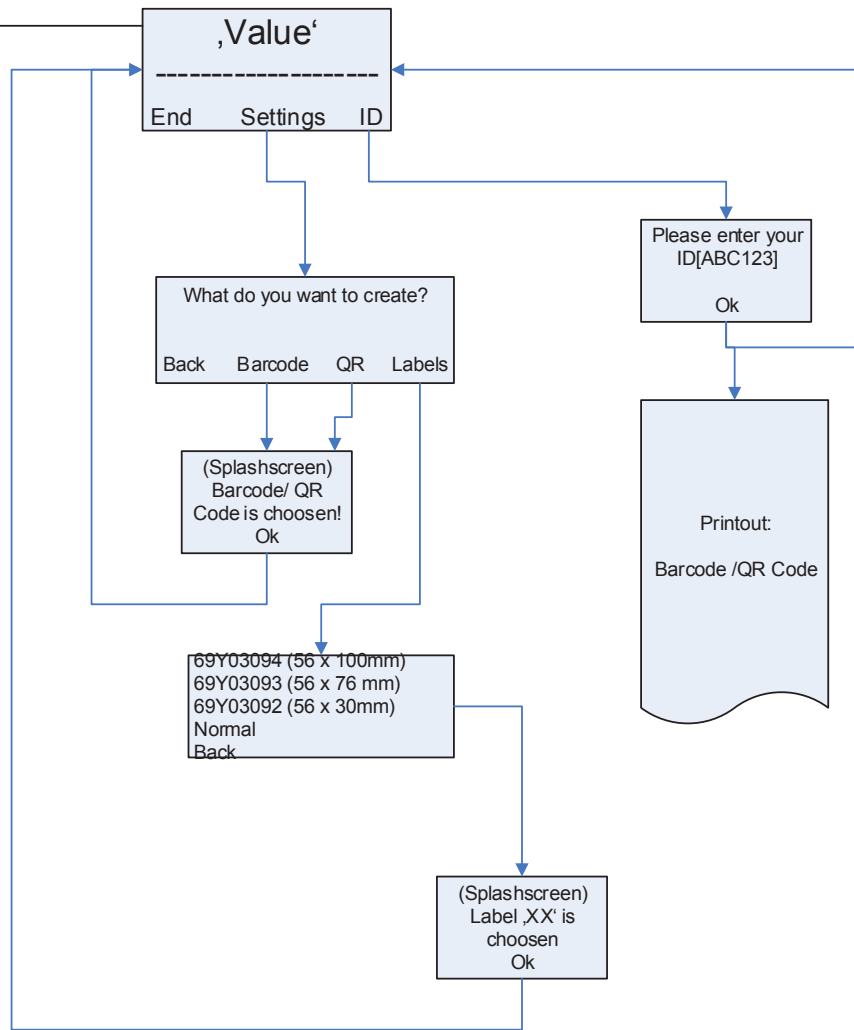 ‚Value‘
-------------------
End Settings ID
Please enter your
ID[ABC123]
Ok
What do you want to create?
Back Barcode QR Labels
(Splashscreen)
Barcode/ QR
Code is choosen!
Ok
Printout:
Barcode /QR Code
69Y03094 (56 x 100mm)
69Y03093 (56 x 76 mm)
69Y03092 (56 x 30mm)
Normal
Back
(Splashscreen)
Label ‚XX‘ is
choosen
Ok